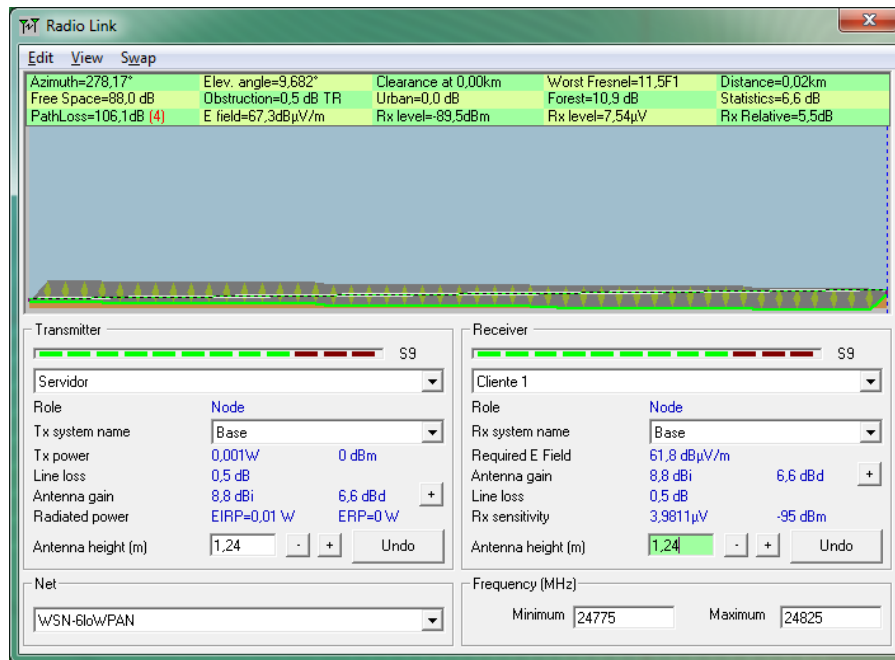 Radio Link
Edit View Swap
Azimuth=278,17° Elev. angle=9,682° Clearance at 0,00km Worst Fresnel=11,5F1 Distance=0,02km
Free Space=88,0 dB Obstruction=0,5 dB TR Urban=0,0 dB Forest=10,9 dB Statistics=6,6 dB
PathLoss=106,1dB (4) E field=67,3dBµV/m Rx level=-89,5dBm Rx level=7,54µV Rx Relative=5,5dB
Transmitter
S9
Servidor
Role Node
Tx system name Base
Tx power 0,001W 0 dBm
Line loss 0,5 dB
Antenna gain 8,8 dBi 6,6 dBd +
Radiated power EIRP=0,01 W ERP=0 W
Antenna height (m) 1,24 - + Undo
Receiver
S9
Cliente 1
Role Node
Rx system name Base
Required E Field 61,8 dBµV/m
Antenna gain 8,8 dBi 6,6 dBd +
Line loss 0,5 dB
Rx sensitivity 3,9811µV -95 dBm
Antenna height (m) 1,24 - + Undo
Net
WSN-6loWPAN
Frequency (MHz)
Minimum 24775 Maximum 24825